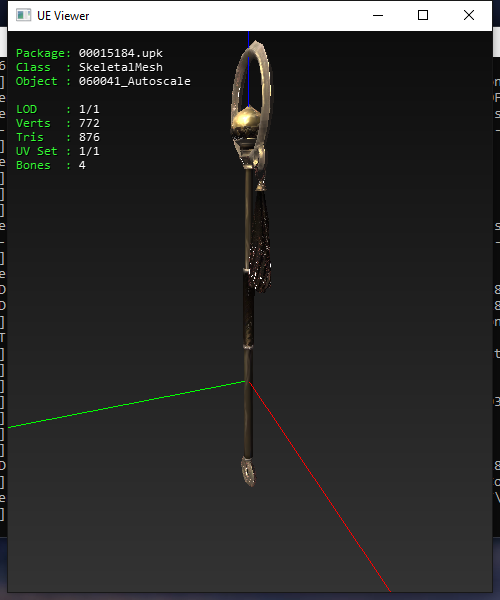 UE Viewer
Package: 00015184.upk
Class  : SkeletalMesh
Object : 060041_Autoscale
LOD    : 1/1
Verts  : 772
Tris   : 876
UV Set : 1/1
Bones  : 4